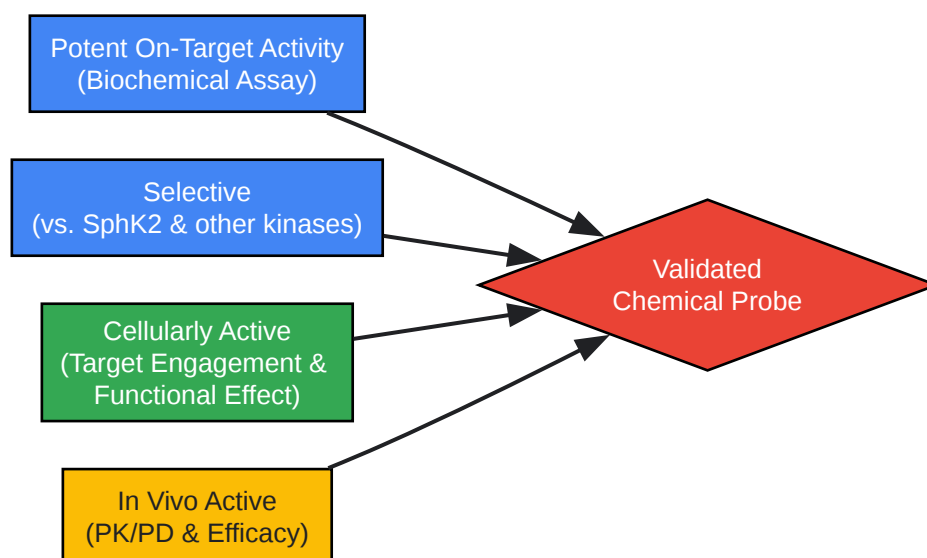 Potent On-Target Activity
(Biochemical Assay)
Selective
(vs. SphK2 & other kinases)
Cellularly Active
(Target Engagement &
Functional Effect)
In Vivo Active
(PK/PD & Efficacy)
Validated
Chemical Probe